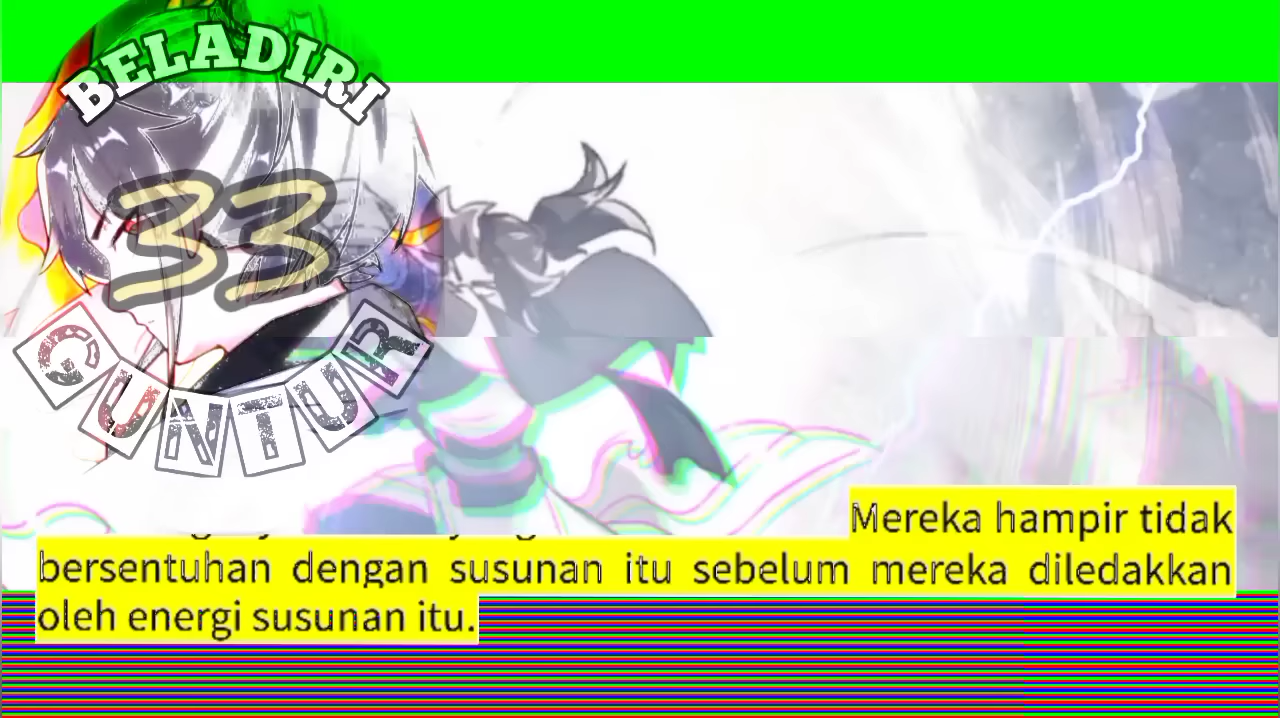 BELADIRI
33
GUNTUR
Mereka hampir tidak
bersentuhan dengan susunan itu sebelum mereka diledakkan
oleh energi susunan itu.